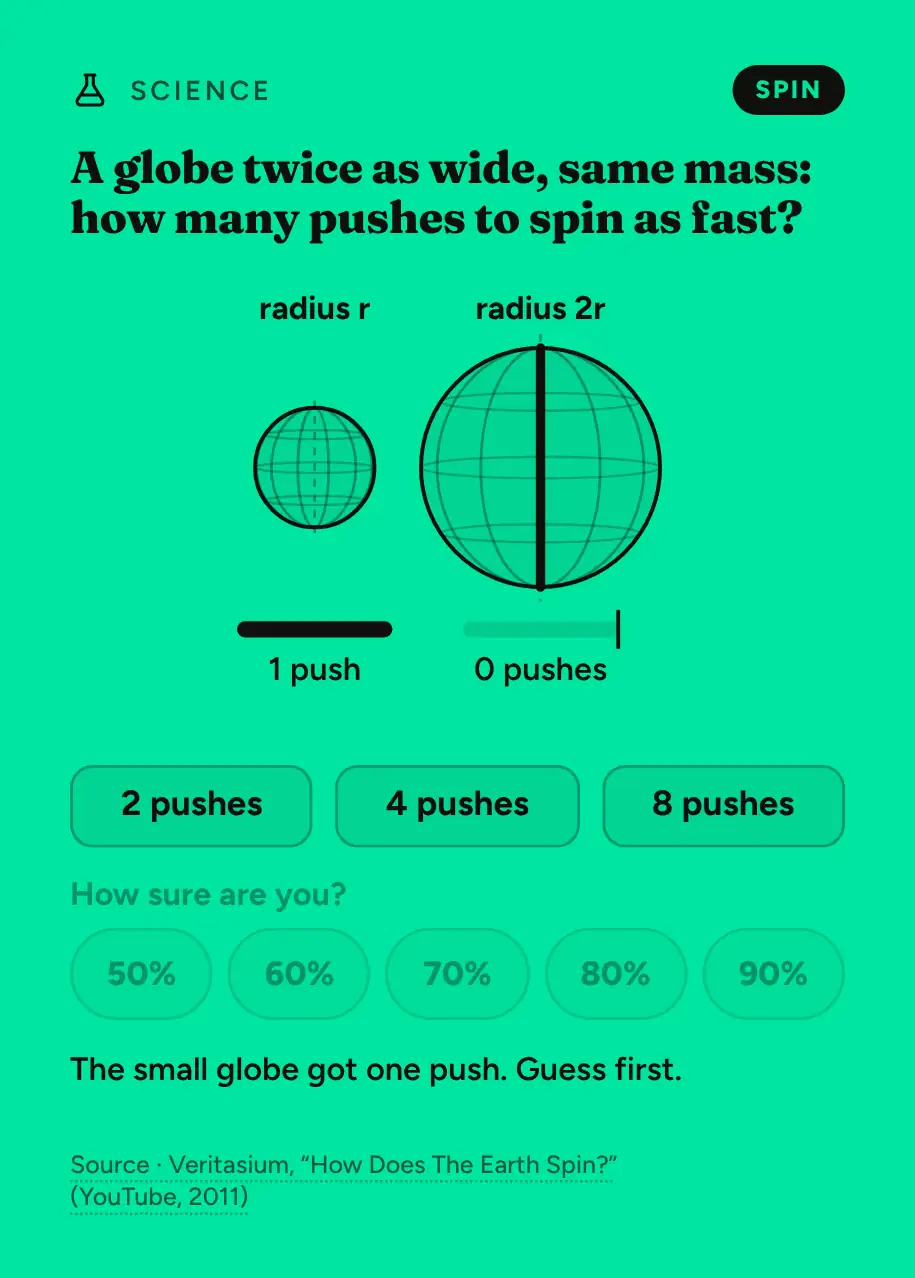 SCIENCE
SPIN
A globe twice as wide, same mass:
how many pushes to spin as fast?
radius r
radius 2r
1 push
0 pushes
2 pushes
4 pushes
8 pushes
How sure are you?
50%
60%
70%
80%
90%
The small globe got one push. Guess first.
Source · Veritasium, “How Does The Earth Spin?”
(YouTube, 2011)